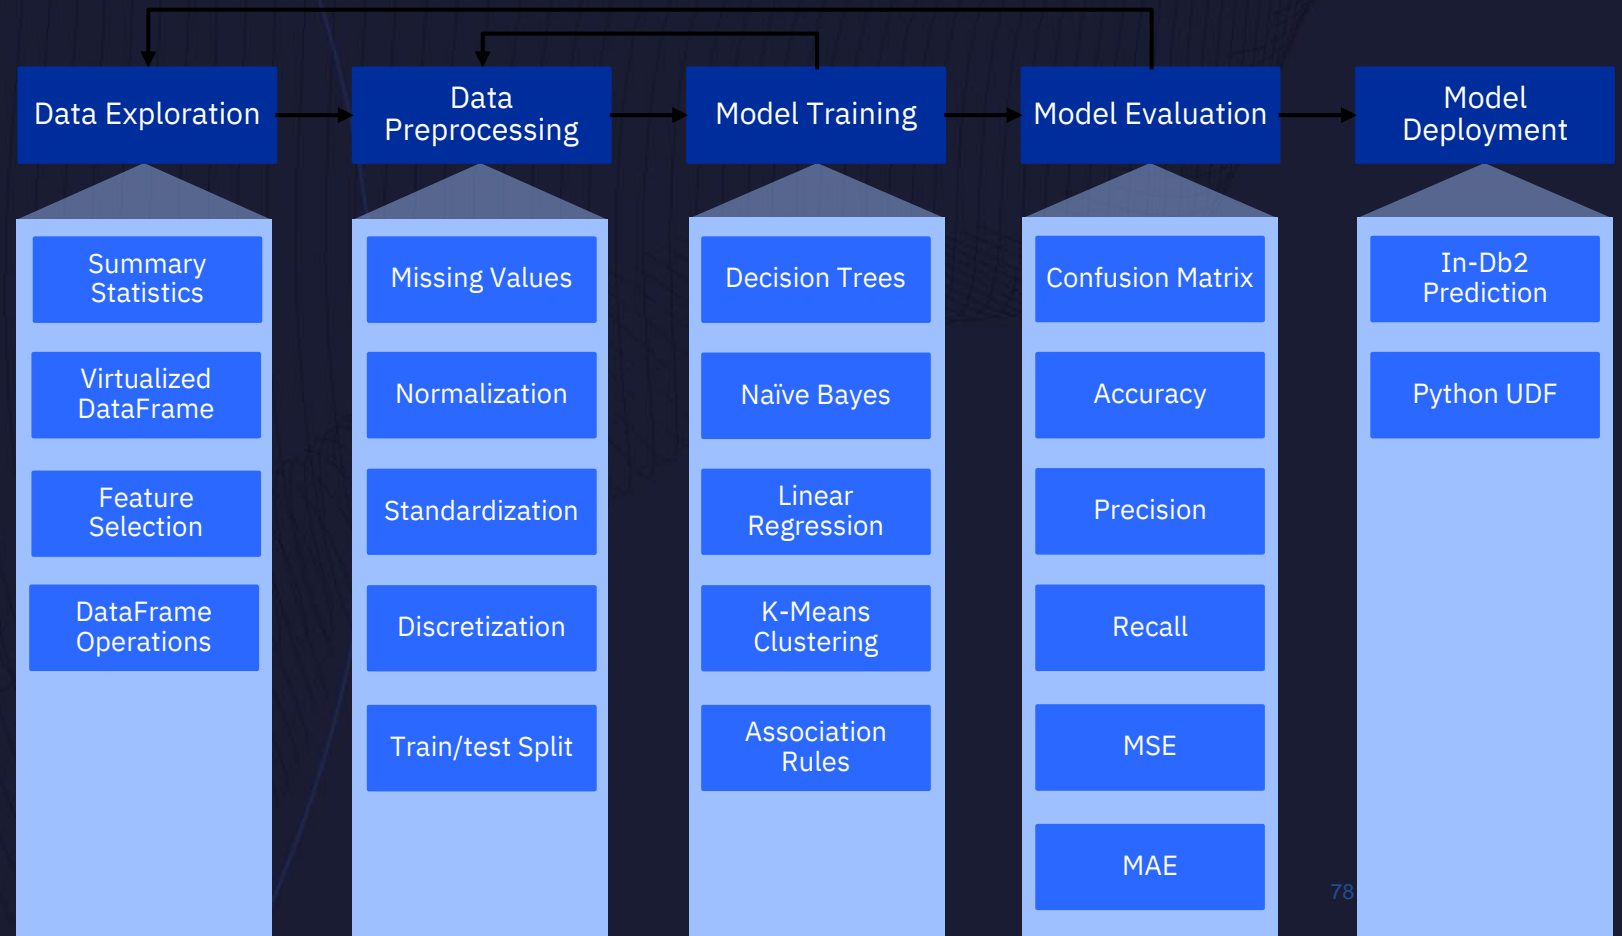 Data Exploration
Data
Preprocessing
Model Training
Model Evaluation
Model
Deployment
Summary
Statistics
Virtualized
DataFrame
Feature
Selection
DataFrame
Operations
Missing Values
Normalization
Standardization
Discretization
Train/test Split
Decision Trees
Naïve Bayes
Linear
Regression
K-Means
Clustering
Association
Rules
Confusion Matrix
Accuracy
Precision
Recall
MSE
MAE
In-Db2
Prediction
Python UDF
78